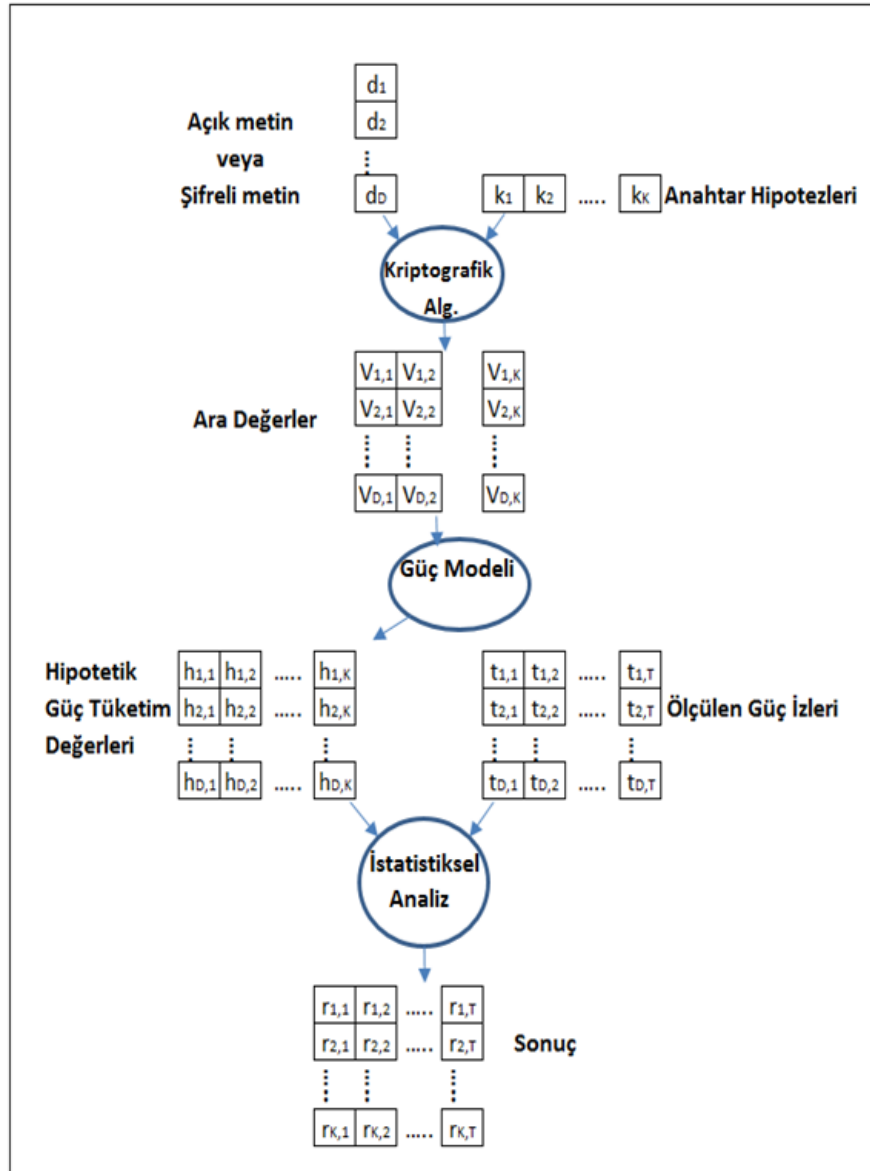 d1
d2
Açık metin
veya
Şifreli metin
dD
k1 k2 ..... kK Anahtar Hipotezleri
Kriptografik
Alg.
V1,1 V1,2 V1,K
V2,1 V2,2 V2,K
Ara Değerler
VD,1 VD,2 VD,K
Güç Modeli
Hipotetik
Güç Tüketim
Değerleri
h1,1 h1,2 ..... h1,K
h2,1 h2,2 ..... h2,K
hD,1 hD,2 ..... hD,K
t1,1 t1,2 ..... t1,T
t2,1 t2,2 ..... t2,T
tD,1 tD,2 ..... tD,T
Ölçülen Güç İzleri
İstatistiksel
Analiz
r1,1 r1,2 ..... r1,T
r2,1 r2,2 ..... r2,T
rK,1 rK,2 ..... rK,T
Sonuç